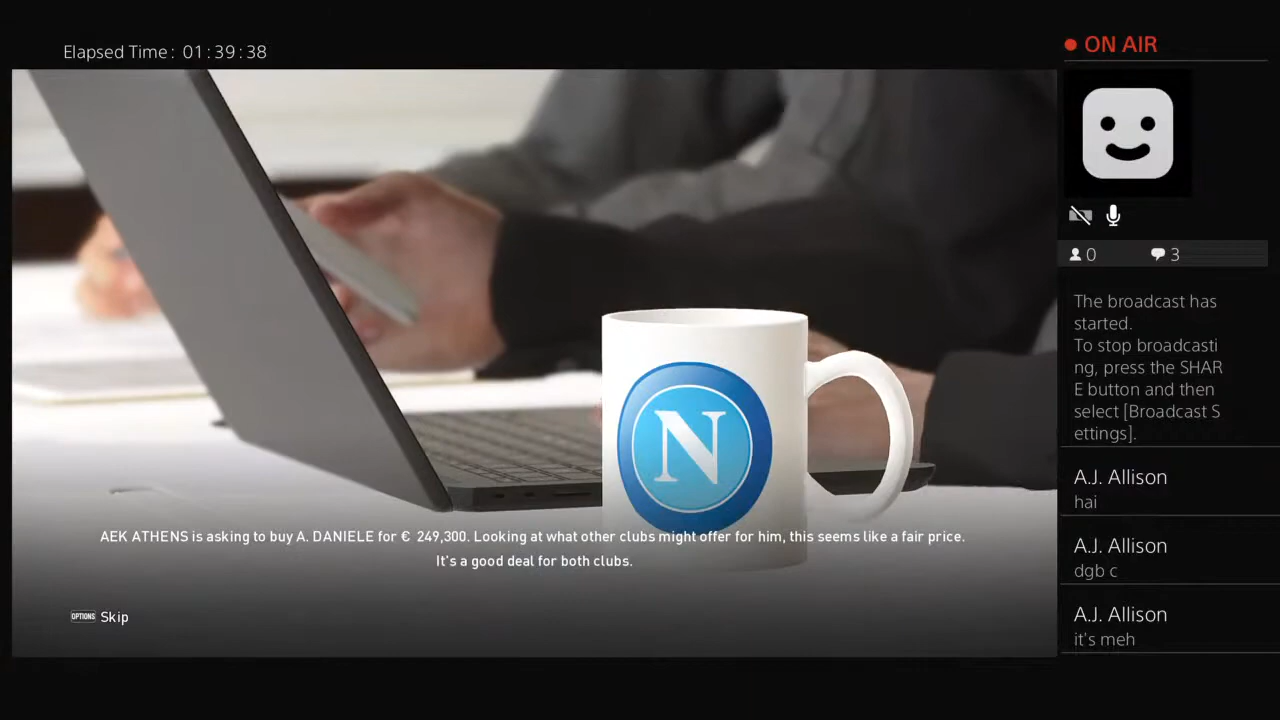 Elapsed Time: 01:39:38
ON AIR
0 3
The broadcast has
started.
To stop broadcasti
ng, press the SHAR
E button and then
select [Broadcast S
ettings].
A.J. Allison
hai
A.J. Allison
dgb c
A.J. Allison
it's meh
N
AEK ATHENS is asking to buy A. DANIELE for € 249,300. Looking at what other clubs might offer for him, this seems like a fair price.
It's a good deal for both clubs.
OPTIONS Skip